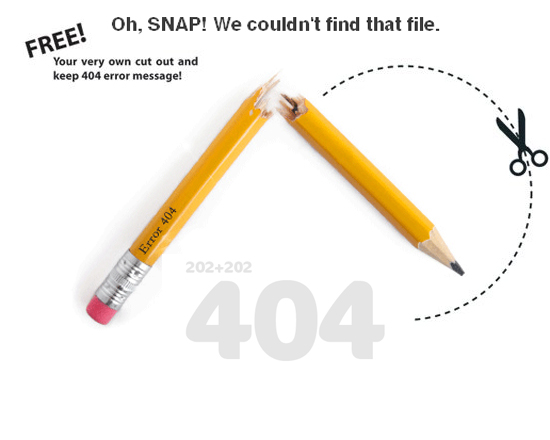 Oh, SNAP! We couldn't find that file.
FREE!
Your very own cut out and
keep 404 error message!
Error 404
202+202
404